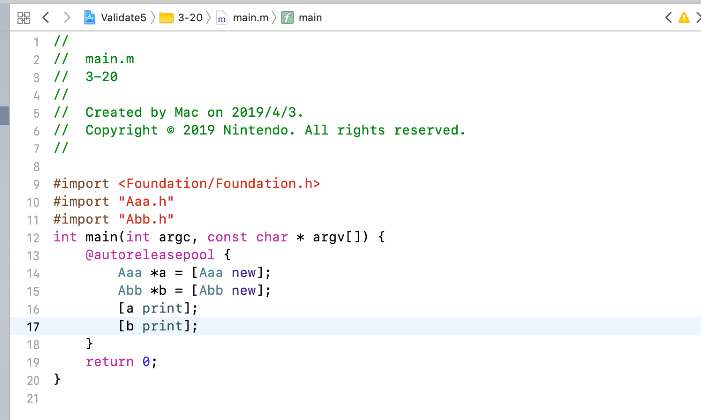 Validate5 3-20 main.m main
1 //
2 //  main.m
3 //  3-20
4 //
5 //  Created by Mac on 2019/4/3.
6 //  Copyright © 2019 Nintendo. All rights reserved.
7 //
8
9 #import <Foundation/Foundation.h>
10 #import "Aaa.h"
11 #import "Abb.h"
12 int main(int argc, const char * argv[]) {
13     @autoreleasepool {
14         Aaa *a = [Aaa new];
15         Abb *b = [Abb new];
16         [a print];
17         [b print];
18     }
19     return 0;
20 }
21